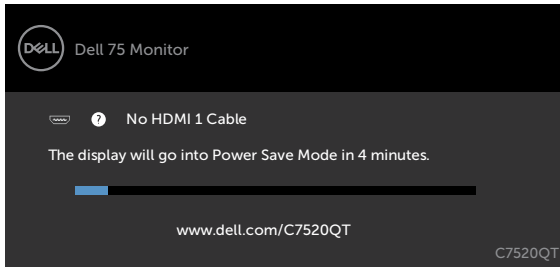 DELL
Dell 75 Monitor
? No HDMI 1 Cable
The display will go into Power Save Mode in 4 minutes.
www.dell.com/C7520QT
C7520QT